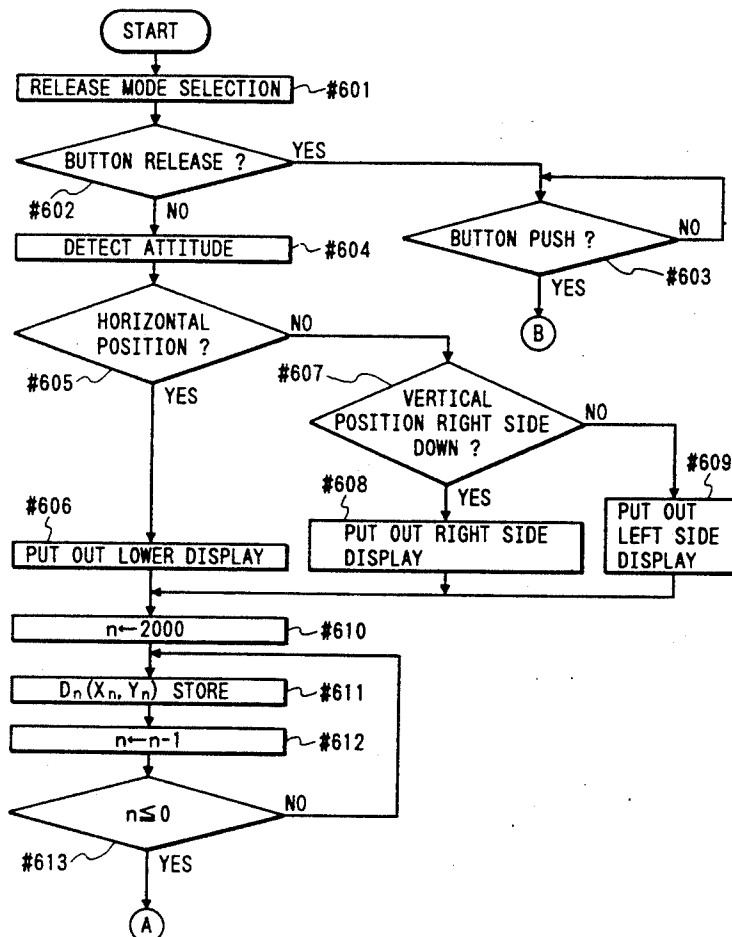 START
RELEASE MODE SELECTION
#601
BUTTON RELEASE ?
YES
#602
NO
BUTTON PUSH ?
NO
#603
YES
B
DETECT ATTITUDE
#604
HORIZONTAL
POSITION ?
NO
#605
YES
#607
VERTICAL
POSITION RIGHT SIDE
DOWN ?
NO
YES
#606
PUT OUT LOWER DISPLAY
#608
PUT OUT RIGHT SIDE
DISPLAY
#609
PUT OUT
LEFT SIDE
DISPLAY
n←2000
#610
Dn(Xn,Yn) STORE
#611
n←n-1
#612
n≦0
NO
#613
YES
A